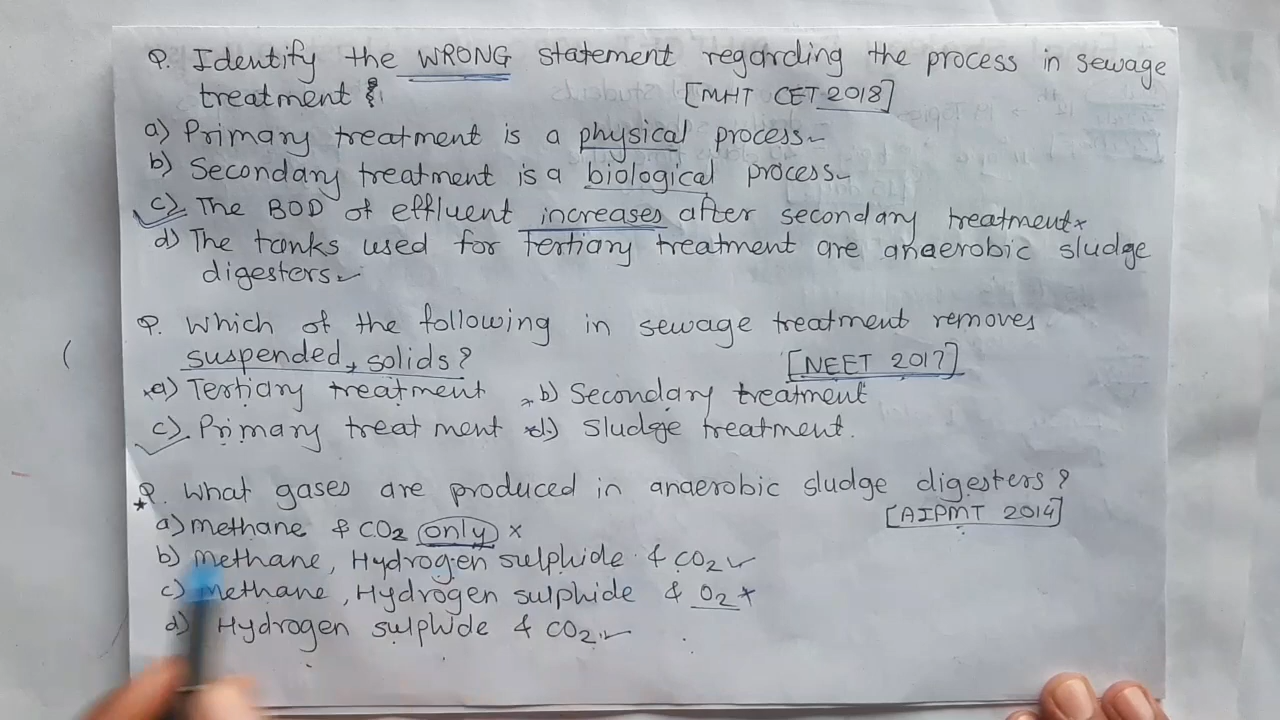 Q. Identify the WRONG statement regarding the process in sewage
treatment? [MHT CET 2018]
a) Primary treatment is a physical process
b) Secondary treatment is a biological process
c) The BOD of effluent increases after secondary treatment
d) The tanks used for tertiary treatment are anaerobic sludge
digesters
Q. Which of the following in sewage treatment removes
suspended solids? [NEET 2017]
a) Tertiary treatment b) Secondary treatment
c) Primary treatment d) Sludge treatment.
Q. What gases are produced in anaerobic sludge digesters?
[AIPMT 2014]
a) methane & CO2 only
b) Methane, Hydrogen sulphide & CO2
c) Methane, Hydrogen sulphide & O2
d) Hydrogen sulphide & CO2